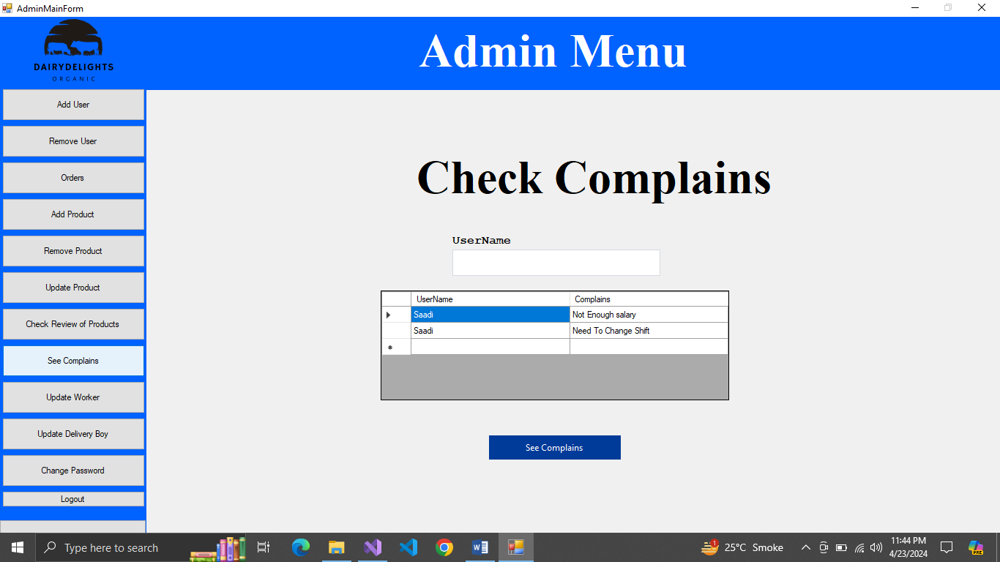 AdminMainForm
DAIRYDELIGHTS
ORGANIC
Admin Menu
Add User
Remove User
Orders
Add Product
Remove Product
Update Product
Check Review of Products
See Complains
Update Worker
Update Delivery Boy
Change Password
Logout
Check Complains
UserName
UserName Complains
Saadi Not Enough salary
Saadi Need To Change Shift
See Complains
Type here to search
1
25°C Smoke
11:44 PM
4/23/2024
PRE